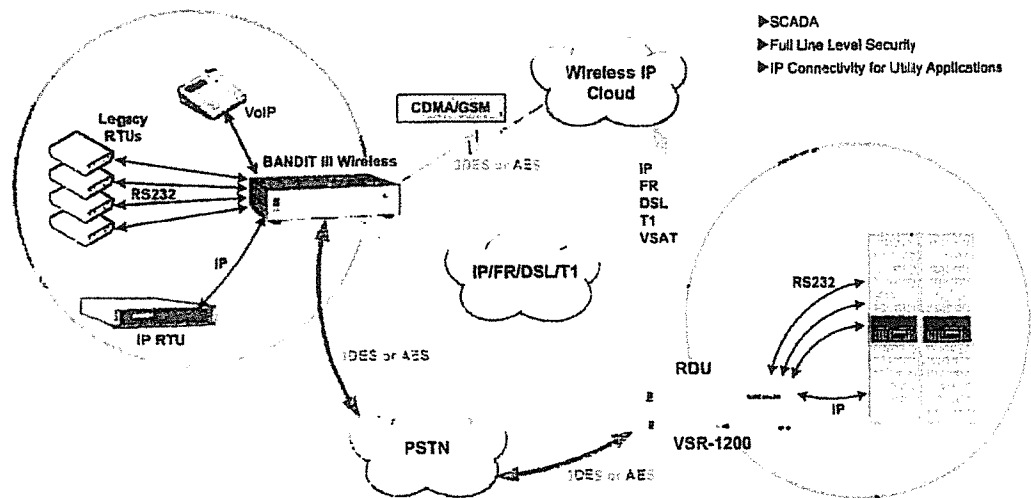 SCADA
Full Line Level Security
IP Connectivity for Utility Applications
Wireless IP
Cloud
CDMA/GSM
VoIP
Legacy
RTUs
BANDIT III Wireless
3DES or AES
RS232
IP
FR
DSL
T1
VSAT
IP/FR/DSL/T1
IP
IP RTU
RS232
3DES or AES
RDU
IP
PSTN
VSR-1200
3DES or AES